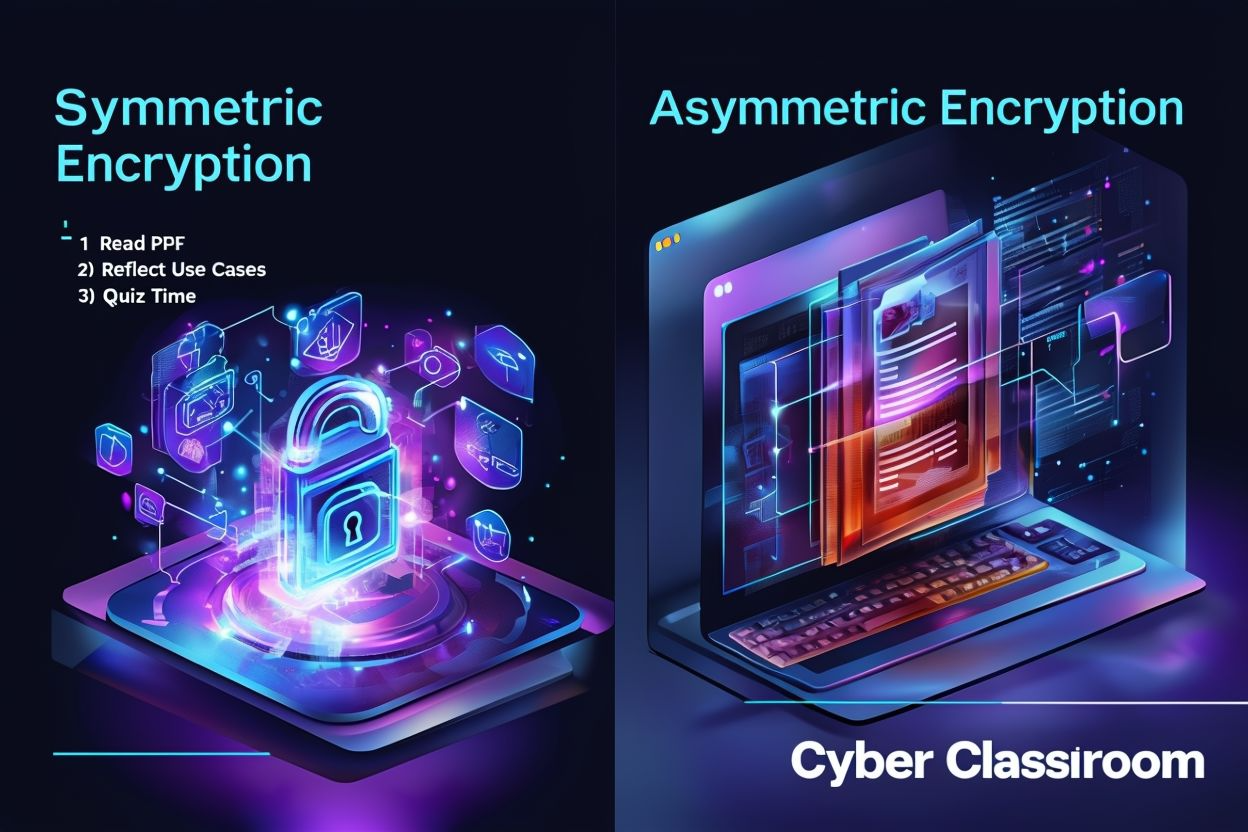 Symmetric
Encryption
1 Read PPF
2) Reflect Use Cases
3) Quiz Time
Asymmetric Encryption
Cyber Classiroom